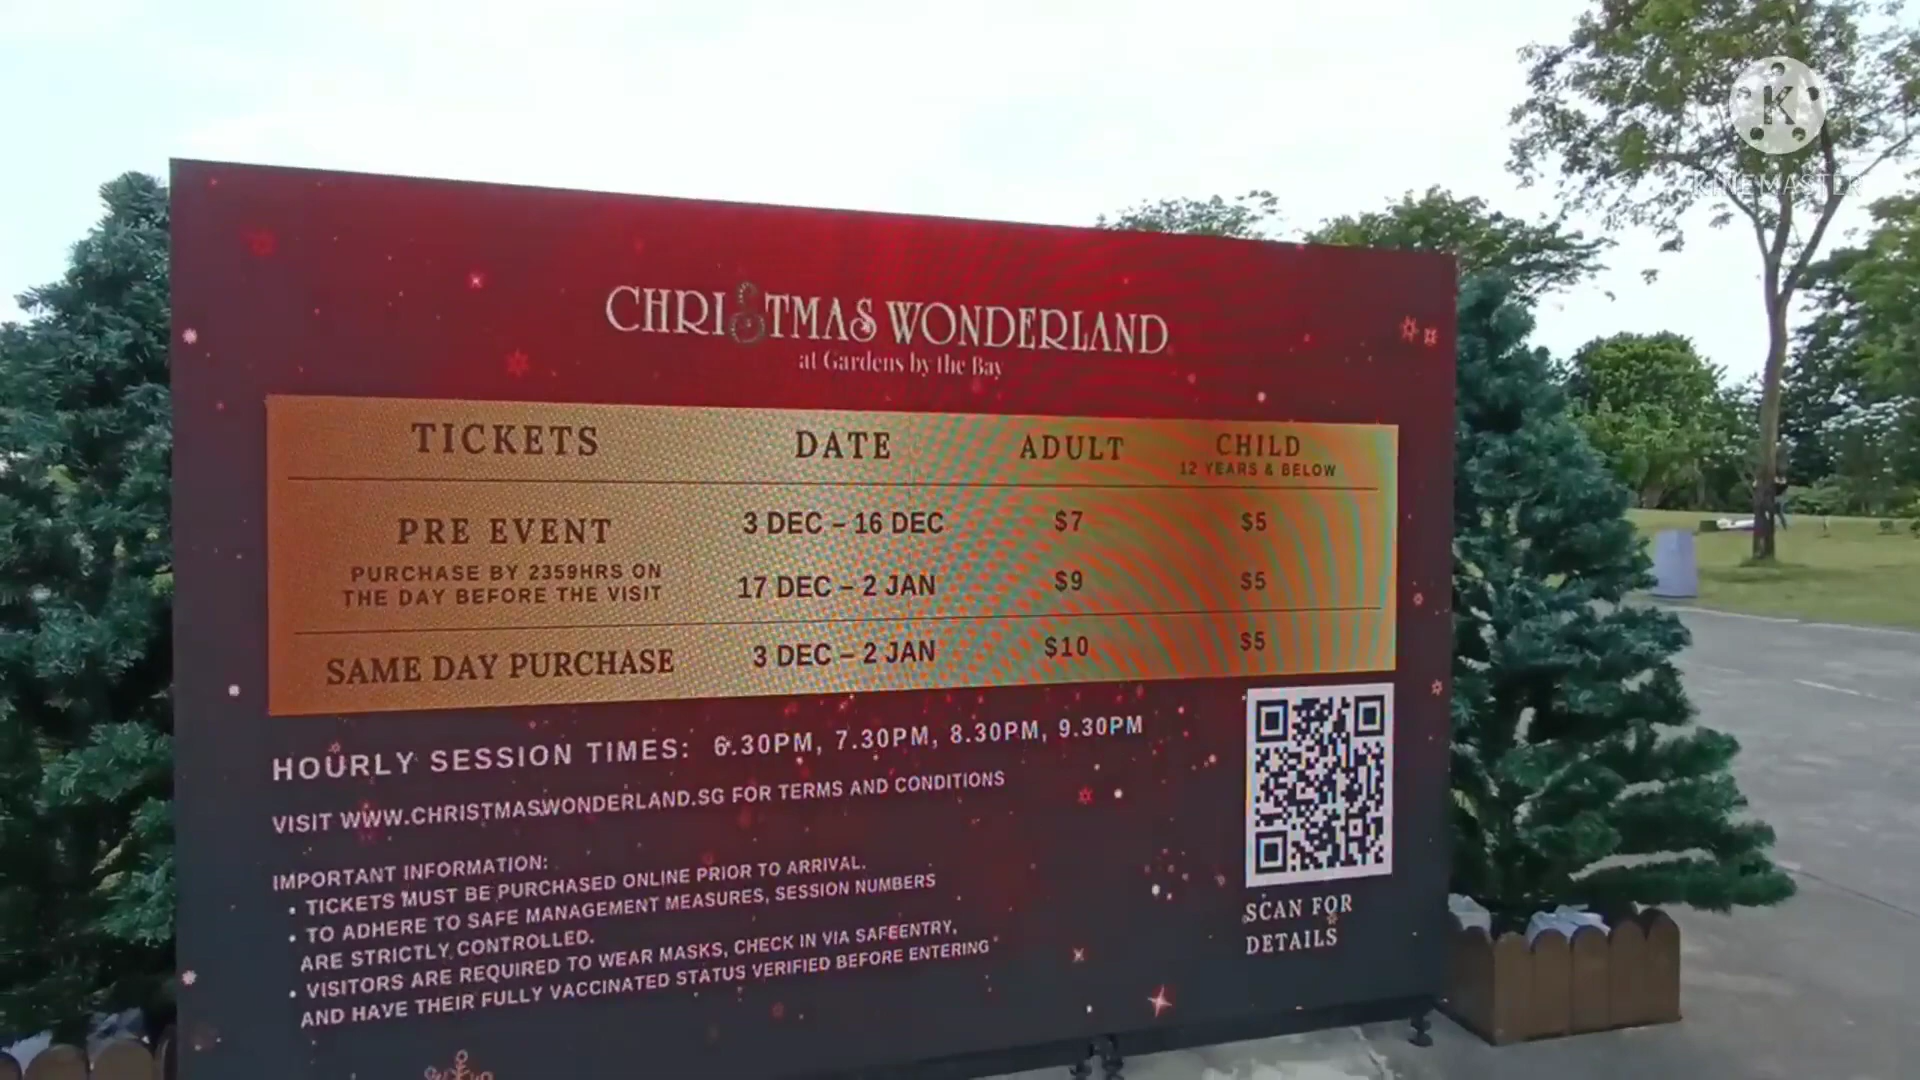 K
KINEMASTER
CHRISTMAS WONDERLAND
at Gardens by the Bay
TICKETS DATE ADULT CHILD
12 YEARS & BELOW
PRE EVENT 3 DEC – 16 DEC $7 $5
PURCHASE BY 2359HRS ON
THE DAY BEFORE THE VISIT 17 DEC – 2 JAN $9 $5
SAME DAY PURCHASE 3 DEC – 2 JAN $10 $5
HOURLY SESSION TIMES: 6.30PM, 7.30PM, 8.30PM, 9.30PM
VISIT WWW.CHRISTMASWONDERLAND.SG FOR TERMS AND CONDITIONS
IMPORTANT INFORMATION:
• TICKETS MUST BE PURCHASED ONLINE PRIOR TO ARRIVAL.
• TO ADHERE TO SAFE MANAGEMENT MEASURES, SESSION NUMBERS
ARE STRICTLY CONTROLLED.
• VISITORS ARE REQUIRED TO WEAR MASKS, CHECK IN VIA SAFEENTRY,
AND HAVE THEIR FULLY VACCINATED STATUS VERIFIED BEFORE ENTERING
SCAN FOR
DETAILS